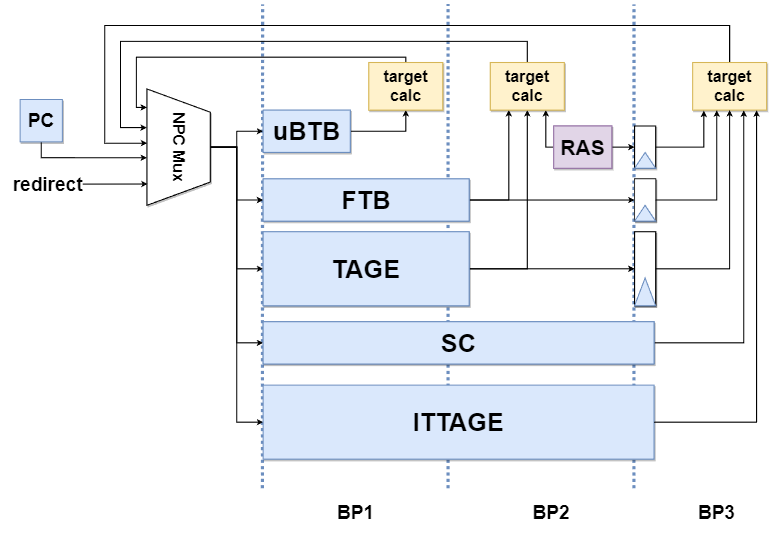 target
calc
target
calc
target
calc
PC
NPC Mux
uBTB
RAS
redirect
FTB
TAGE
SC
ITTAGE
BP1
BP2
BP3